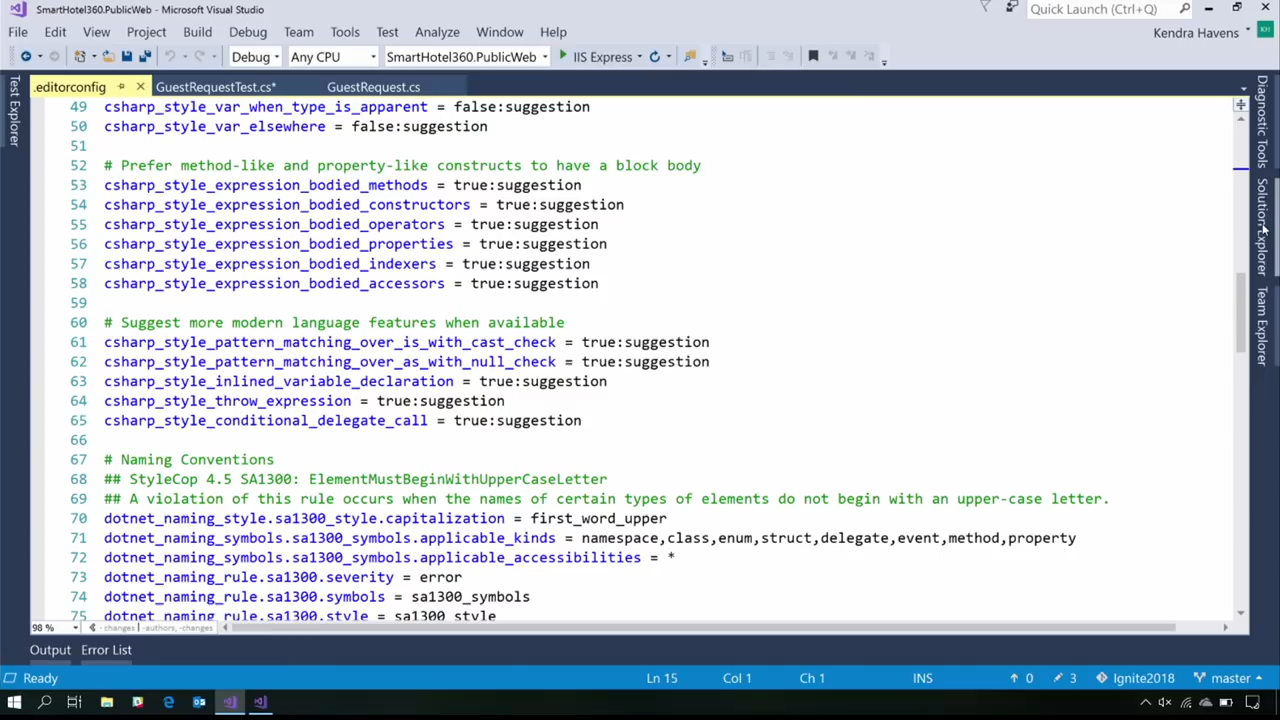 SmartHotel360.PublicWeb - Microsoft Visual Studio
Quick Launch (Ctrl+Q)
File Edit View Project Build Debug Team Tools Test Analyze Window Help
Kendra Havens KH
Debug Any CPU SmartHotel360.PublicWeb IIS Express
.editorconfig GuestRequestTest.cs* GuestRequest.cs
Test Explorer
Diagnostic Tools
Solution Explorer
Team Explorer
49 csharp_style_var_when_type_is_apparent = false:suggestion
50 csharp_style_var_elsewhere = false:suggestion
51
52 # Prefer method-like and property-like constructs to have a block body
53 csharp_style_expression_bodied_methods = true:suggestion
54 csharp_style_expression_bodied_constructors = true:suggestion
55 csharp_style_expression_bodied_operators = true:suggestion
56 csharp_style_expression_bodied_properties = true:suggestion
57 csharp_style_expression_bodied_indexers = true:suggestion
58 csharp_style_expression_bodied_accessors = true:suggestion
59
60 # Suggest more modern language features when available
61 csharp_style_pattern_matching_over_is_with_cast_check = true:suggestion
62 csharp_style_pattern_matching_over_as_with_null_check = true:suggestion
63 csharp_style_inlined_variable_declaration = true:suggestion
64 csharp_style_throw_expression = true:suggestion
65 csharp_style_conditional_delegate_call = true:suggestion
66
67 # Naming Conventions
68 ## StyleCop 4.5 SA1300: ElementMustBeginWithUpperCaseLetter
69 ## A violation of this rule occurs when the names of certain types of elements do not begin with an upper-case letter.
70 dotnet_naming_style.sa1300_style.capitalization = first_word_upper
71 dotnet_naming_symbols.sa1300_symbols.applicable_kinds = namespace,class,enum,struct,delegate,event,method,property
72 dotnet_naming_symbols.sa1300_symbols.applicable_accessibilities = *
73 dotnet_naming_rule.sa1300.severity = error
74 dotnet_naming_rule.sa1300.symbols = sa1300_symbols
75 dotnet_naming_rule.sa1300.style = sa1300_style
98 % - changes | -authors, -changes
Output Error List
Ready Ln 15 Col 1 Ch 1 INS 0 3 Ignite2018 master